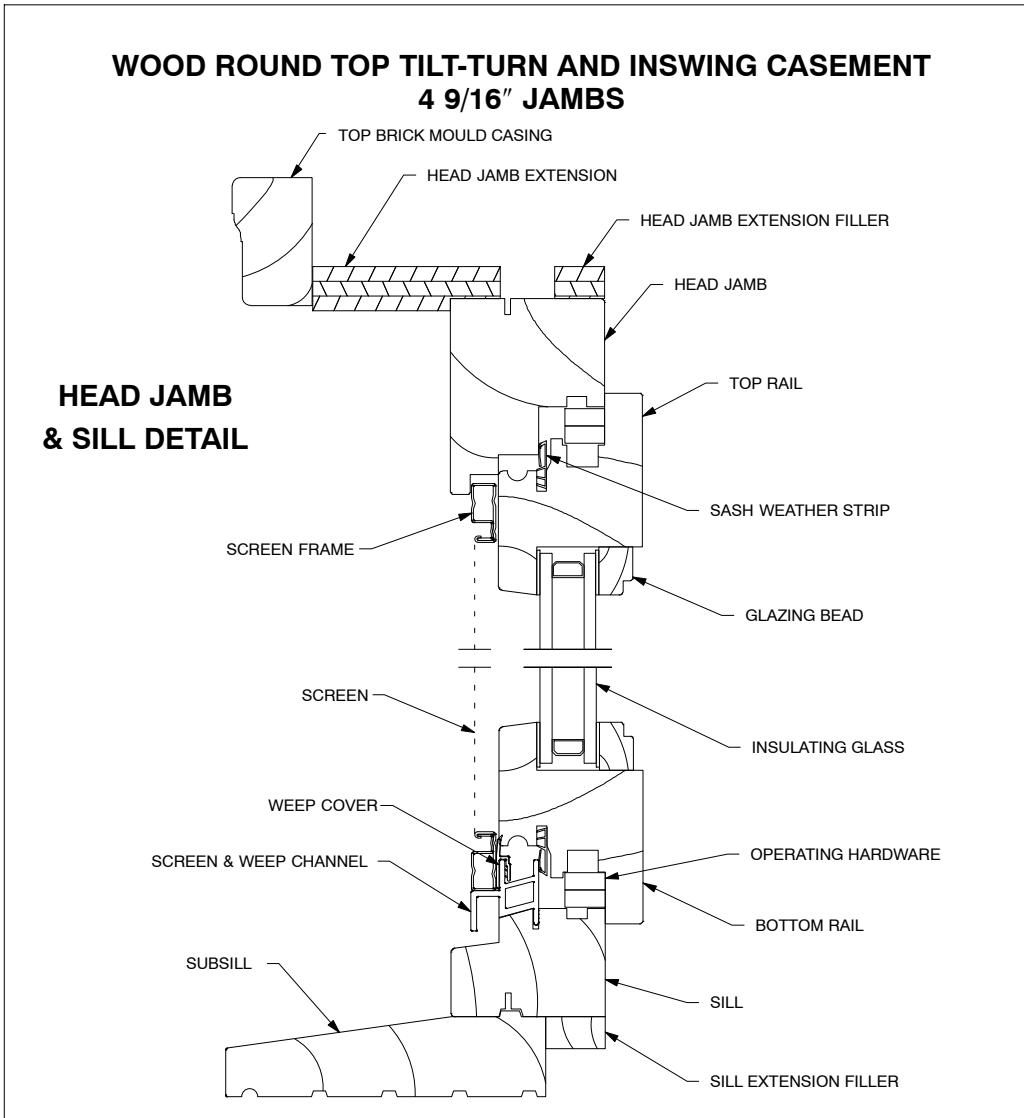 WOOD ROUND TOP TILT-TURN AND INSWING CASEMENT
4 9/16″ JAMBS
TOP BRICK MOULD CASING
HEAD JAMB EXTENSION
HEAD JAMB EXTENSION FILLER
HEAD JAMB
HEAD JAMB
& SILL DETAIL
TOP RAIL
SASH WEATHER STRIP
SCREEN FRAME
GLAZING BEAD
SCREEN
INSULATING GLASS
WEEP COVER
SCREEN & WEEP CHANNEL
OPERATING HARDWARE
BOTTOM RAIL
SUBSILL
SILL
SILL EXTENSION FILLER